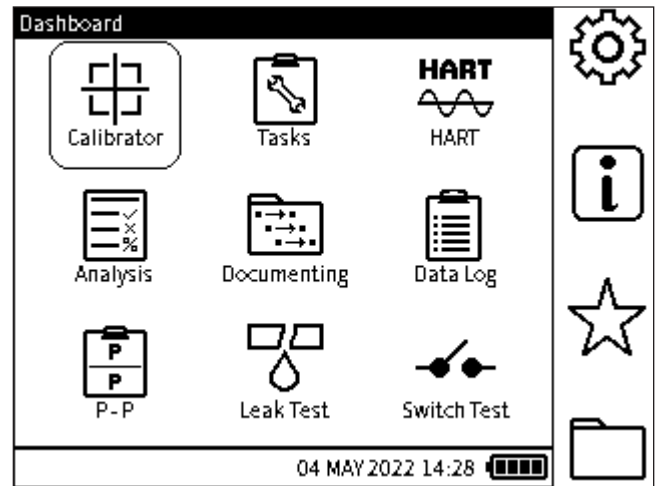 Dashboard
HART
Calibrator Tasks HART
✓
×
%
Analysis Documenting Data Log
P
P
P-P Leak Test Switch Test
04 MAY 2022 14:28
i